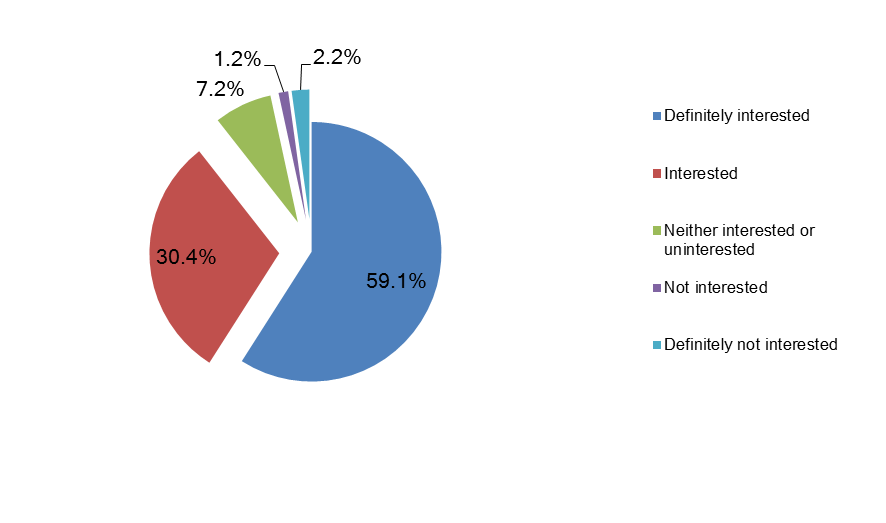 1.2%
2.2%
7.2%
30.4%
59.1%
Definitely interested
Interested
Neither interested or
uninterested
Not interested
Definitely not interested